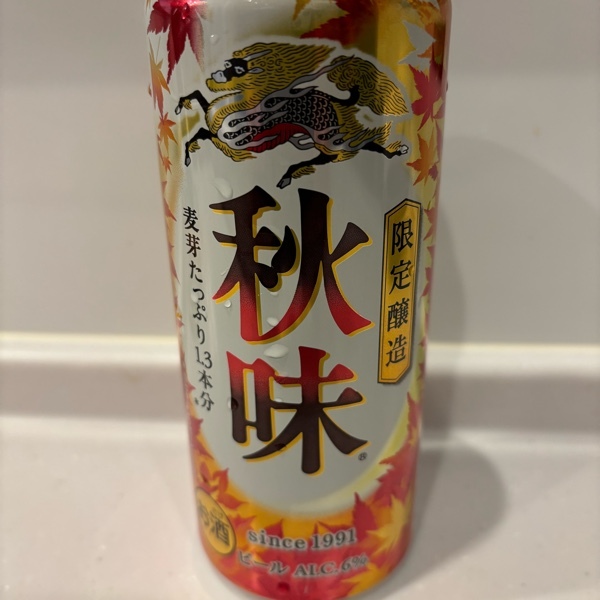 秋味
限定醸造
麦芽たっぷり1.3本分
お酒
since 1991
ビール ALC.6%